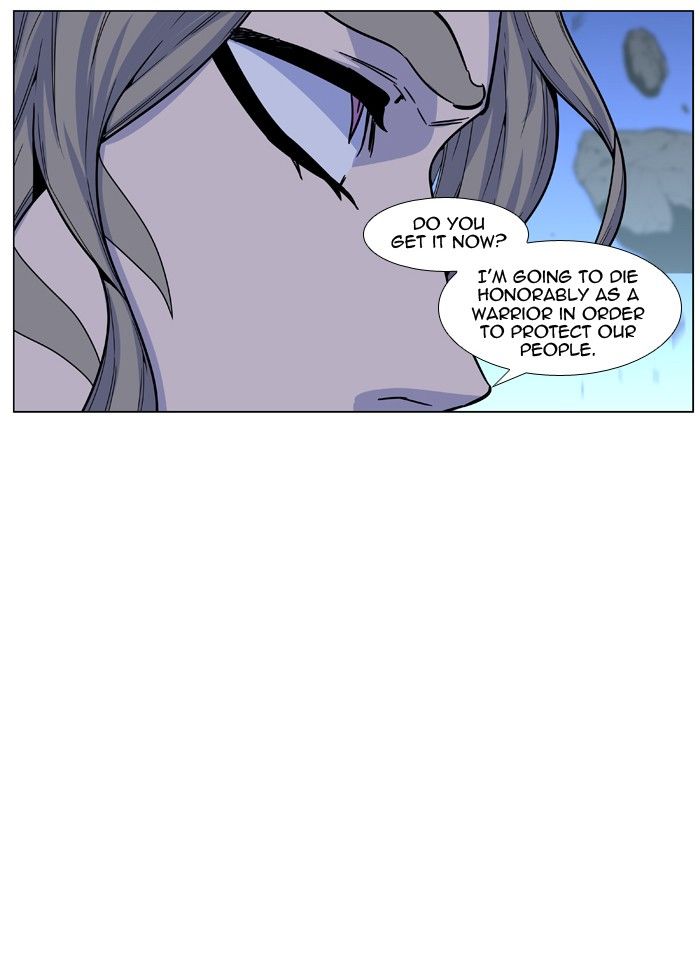 DO YOU
GET IT NOW?
I'M GOING TO DIE
HONORABLY AS A
WARRIOR IN ORDER
TO PROTECT OUR
PEOPLE.